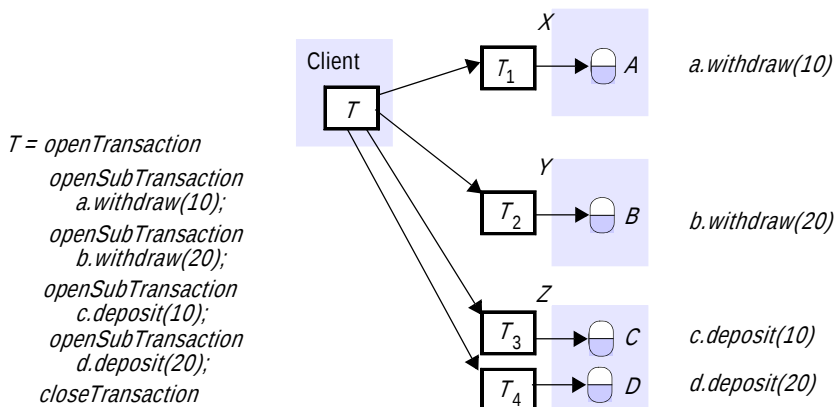 T = openTransaction
openSubTransaction
a.withdraw(10);
openSubTransaction
b.withdraw(20);
openSubTransaction
c.deposit(10);
openSubTransaction
d.deposit(20);
closeTransaction
Client
T
X
T1
A
a.withdraw(10)
Y
T2
B
b.withdraw(20)
Z
T3
C
c.deposit(10)
T4
D
d.deposit(20)